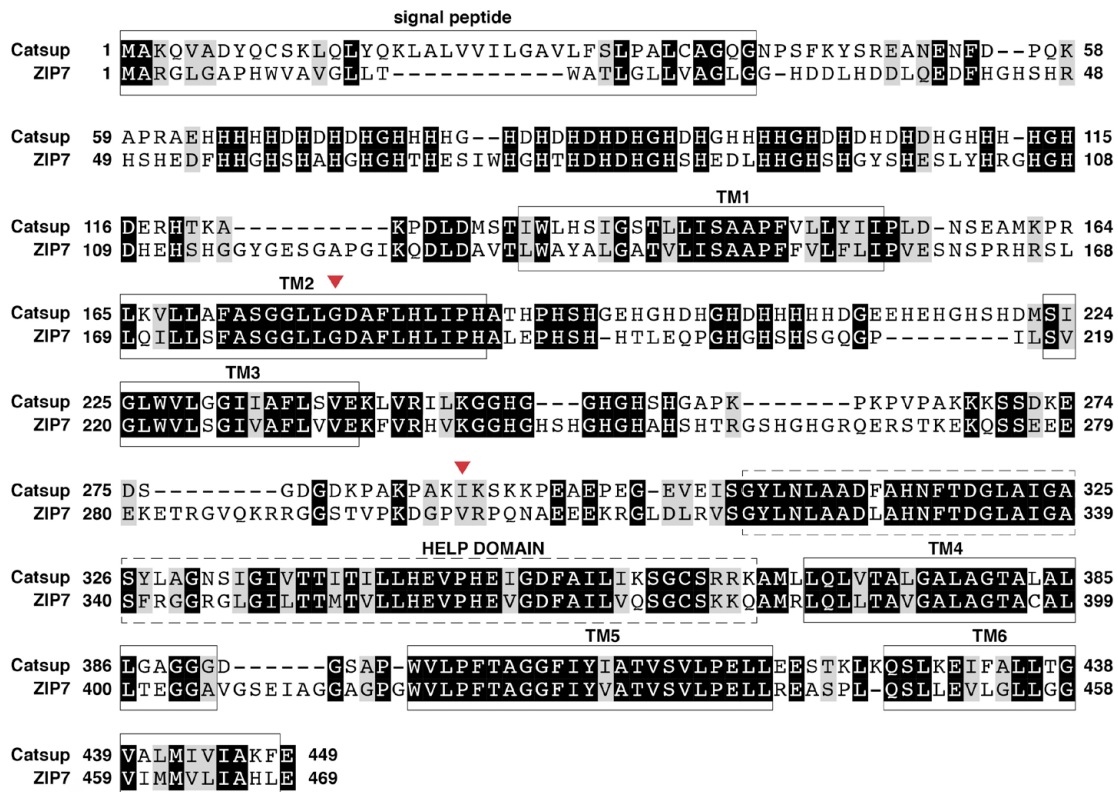 signal peptide
Catsup 1 MAKQVADYQCSKLQLYQKLALVVILGAVLFSLPALCAGQGNPSFKYSREANENFD--PQK 58
ZIP7 1 MARGLGAPHWVAVGLLT-----------WATLGLLVAGLGG-HDDLHDDLQEDFHGHSHR 48
Catsup 59 APRAEHHHHHDHDHDHGHHHHG--HDHDHDHDHGHDHGHHHHGHDHDHDHDHGHHH-HGH 115
ZIP7 49 HSHEDFHHGHSHAHGHGHTHESIWHGHTHDHDHGHSHEDLHHGHSHGYSHESLYHRGHGH 108
TM1
Catsup 116 DERHTKA----------KPDLDMSTIWLHSIGSTLLISAAPFVLLYIIPLD-NSEAMKPR 164
ZIP7 109 DHEHSHGGYGESGAPGIKQDLDAVTLWAYALGATVLISAAPFFVLFLIPVESNSPRHRSL 168
TM2
Catsup 165 LKVLLAFASGGLLGDAFLHLIPHATHPHSHGEHGHDHGHDHHHHHDGEEHEHGHSHDMSI 224
ZIP7 169 LQILLSFASGGLLGDAFLHLIPHALEPHSH-HTLEQPGHGHSHSGQGP--------ILSV 219
TM3
Catsup 225 GLWVLGGIIAFLSVEKLVRILKGGHG---GHGHSHGAPK-------PKPVPAKKKSSDKE 274
ZIP7 220 GLWVLSGIVAFLVVEKFVRHVKGGHGHSHGHGHAHSHTRGSHGHGRQERSTKEKQSSEEE 279
Catsup 275 DS--------GDGDKPAKPAKIKSKKPEAEPEG-EVEISGYLNLAADFAHNFTDGLAIGA 325
ZIP7 280 EKETRGVQKRRGGSTVPKDGPVRPQNAEEEKRGLDLRVSGYLNLAADLAHNFTDGLAIGA 339
HELP DOMAIN TM4
Catsup 326 SYLAGNSIGIVTTITILLHEVPHEIGDFAILIKSGCSRRKAMLLQLVTALGALAGTALAL 385
ZIP7 340 SFRGGRGLGILTTMTVLLHEVPHEVGDFAILVQSGCSKKQAMRLQLLTAVGALAGTACAL 399
TM5 TM6
Catsup 386 LGAGGGD------GSAP-WVLPFTAGGFIYIATVSVLPELLEESTKLKQSLKEIFALLTG 438
ZIP7 400 LTEGGAVGSEIAGGAGPGWVLPFTAGGFIYVATVSVLPELLREASPL-QSLLEVLGLLGG 458
Catsup 439 VALMIVIAKFE 449
ZIP7 459 VIMMVLIAHLE 469